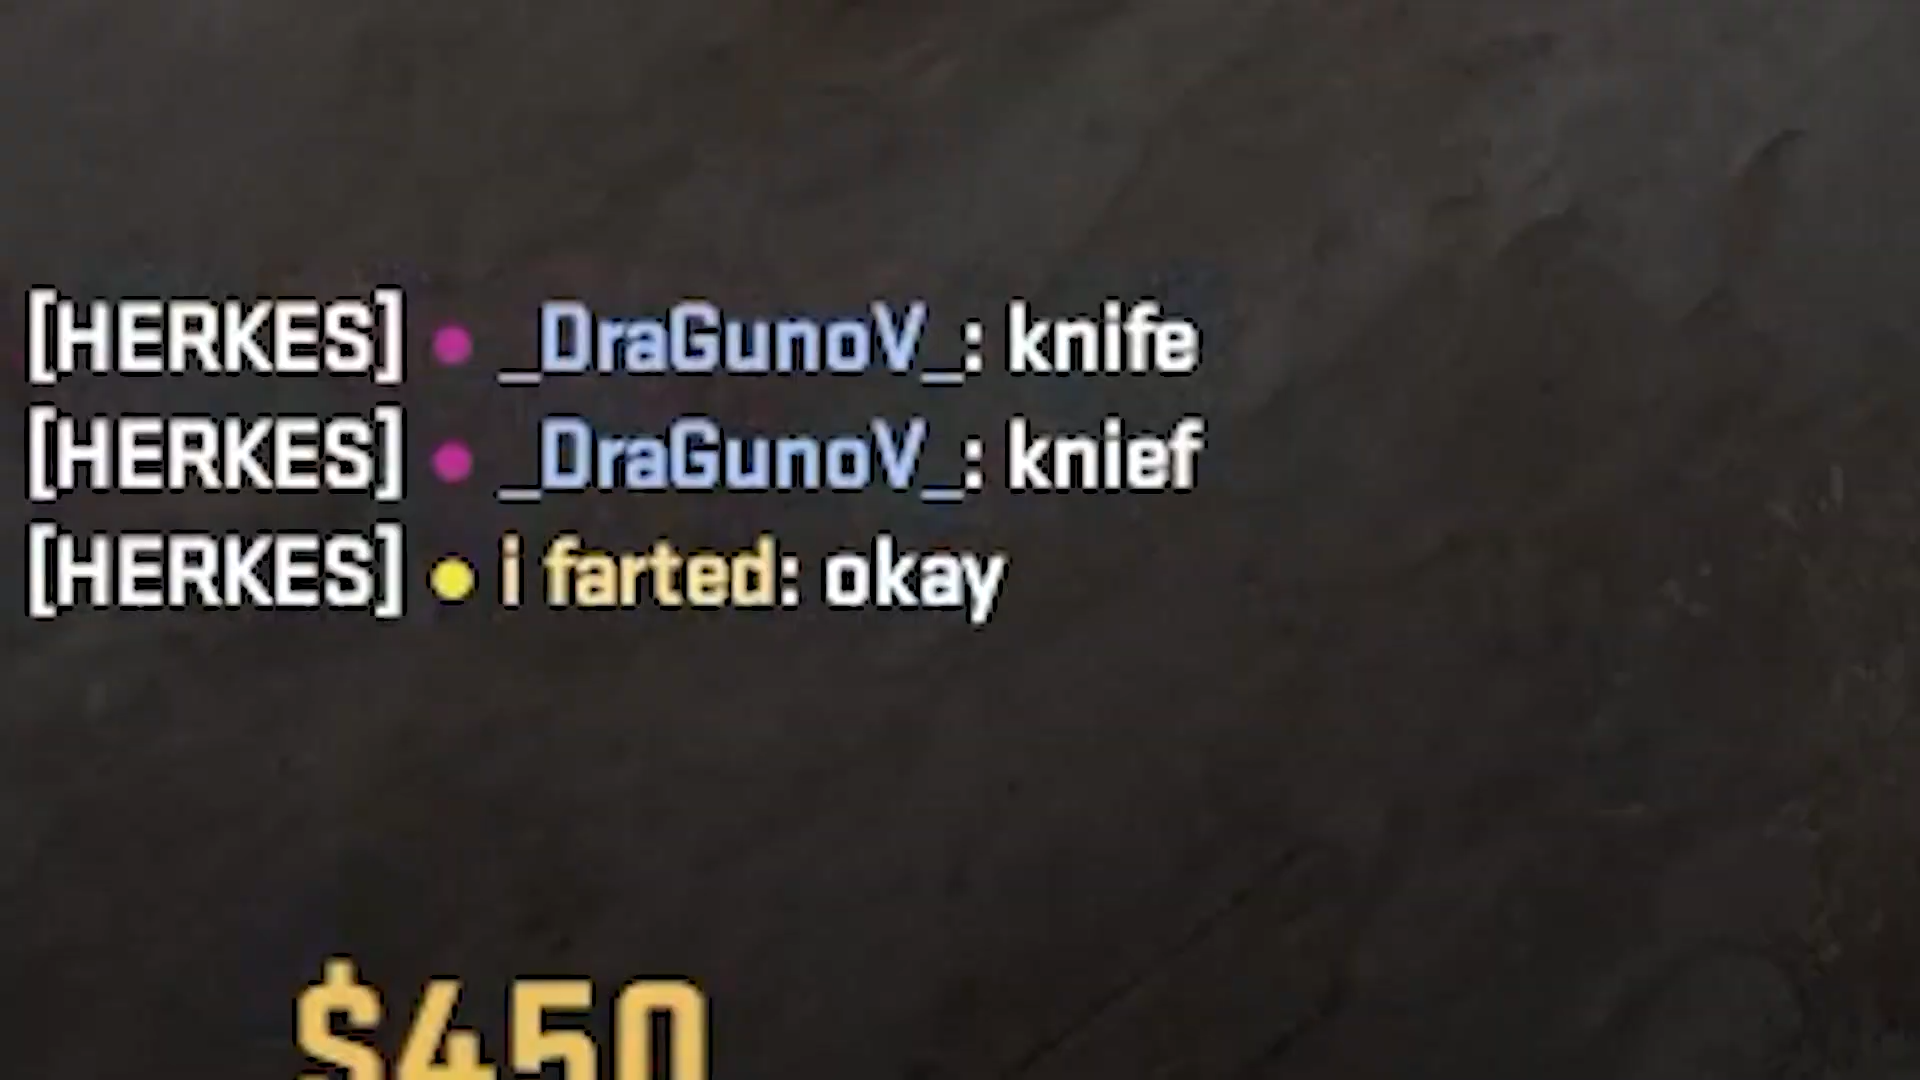 [HERKES] ● _DraGunoV_: knife
[HERKES] ● _DraGunoV_: knief
[HERKES] ● i farted: okay
$450